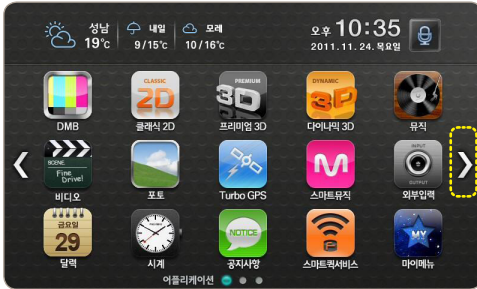 성남 내일 모레
19℃ 9/15℃ 10/16℃
오후 10:35
2011.11.24.목요일
CLASSIC 2D
PREMIUM 3D
DYNAMIC 3D
DMB 클래식 2D 프리미엄 3D 다이나믹 3D 뮤직
SCENE.
Fine
Drive!
INPUT
OUTPUT
비디오 포토 Turbo GPS 스마트뮤직 외부입력
금요일
29
NOTICE
MY
달력 시계 공지사항 스마트퀵서비스 마이메뉴
어플리케이션